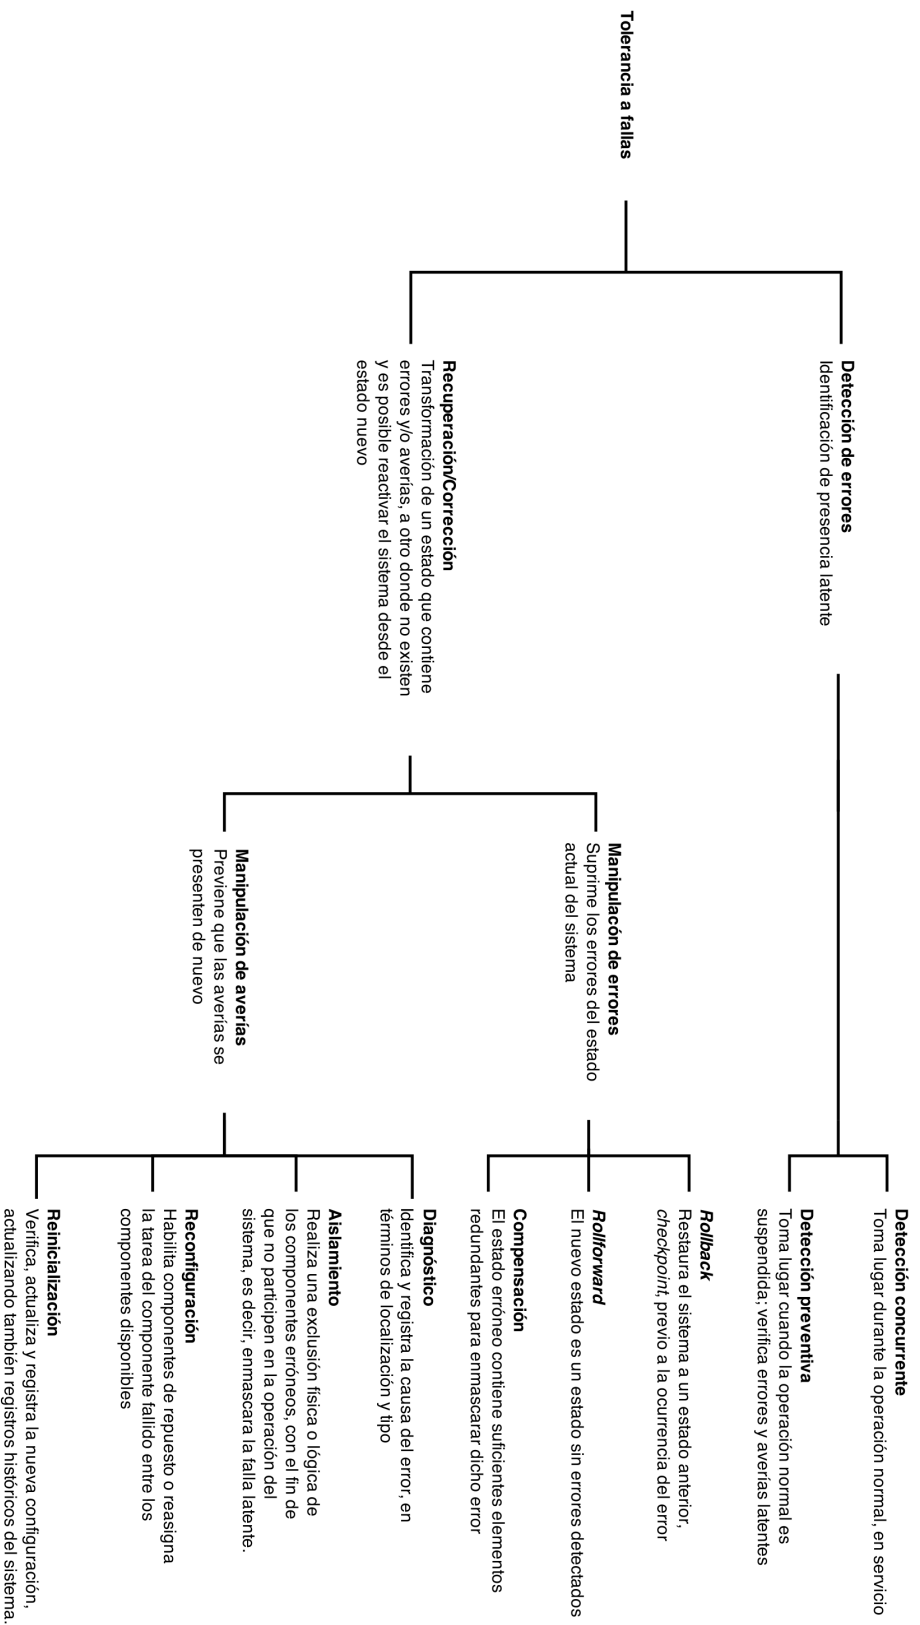 Tolerancia a fallas
Detección de errores
Identificación de presencia latente
Recuperación/Corrección
Transformación de un estado que contiene
errores y/o averías, a otro donde no existen
y es posible reactivar el sistema desde el
estado nuevo
Manipulacón de errores
Suprime los errores del estado
actual del sistema
Manipulación de averías
Previene que las averías se
presenten de nuevo
Detección concurrente
Toma lugar durante la operación normal, en servicio
Detección preventiva
Toma lugar cuando la operación normal es
suspendida; verifica errores y averías latentes
Rollback
Restaura el sistema a un estado anterior,
checkpoint, previo a la ocurrencia del error
Rollforward
El nuevo estado es un estado sin errores detectados
Compensación
El estado erróneo contiene suficientes elementos
redundantes para enmascarar dicho error
Diagnóstico
Identifica y registra la causa del error, en
términos de localización y tipo
Aislamiento
Realiza una exclusión física o lógica de
los componentes erróneos, con el fin de
que no participen en la operación del
sistema, es decir, enmascara la falla latente.
Reconfiguración
Habilita componentes de repuesto o reasigna
la tarea del componente fallido entre los
componentes disponibles
Reinicialización
Verifica, actualiza y registra la nueva configuración,
actualizando también registros históricos del sistema.